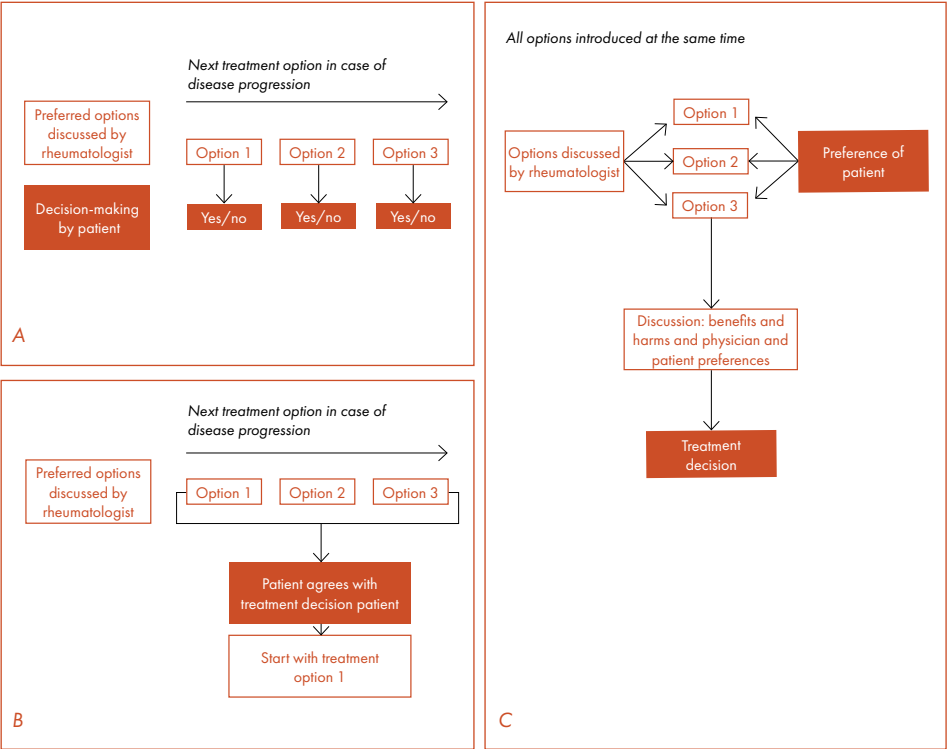 Next treatment option in case of
disease progression
Preferred options
discussed by
rheumatologist
Option 1
Option 2
Option 3
Decision-making
by patient
Yes/no
Yes/no
Yes/no
A
Next treatment option in case of
disease progression
Preferred options
discussed by
rheumatologist
Option 1
Option 2
Option 3
Patient agrees with
treatment decision patient
Start with treatment
option 1
B
All options introduced at the same time
Options discussed
by rheumatologist
Option 1
Option 2
Option 3
Preference of
patient
Discussion: benefits and
harms and physician and
patient preferences
Treatment
decision
C